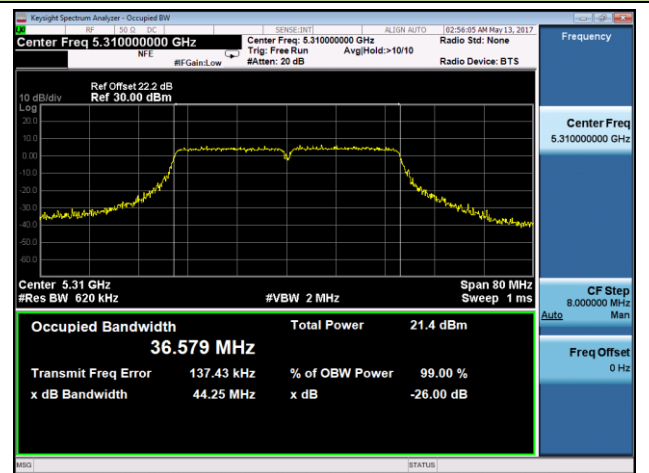 Keysight Spectrum Analyzer - Occupied BW
LXI RF 50 Ω DC SENSE:INT ALIGN AUTO 02:56:05 AM May 13, 2017
Center Freq 5.310000000 GHz
NFE
#IFGain:Low
Center Freq: 5.310000000 GHz
Trig: Free Run Avg|Hold:>10/10
#Atten: 20 dB
Radio Std: None
Radio Device: BTS
Ref Offset 22.2 dB
10 dB/div Ref 30.00 dBm
Log
20.0
10.0
0.00
-10.0
-20.0
-30.0
-40.0
-50.0
-60.0
Center 5.31 GHz Span 80 MHz
#Res BW 620 kHz #VBW 2 MHz Sweep 1 ms
Occupied Bandwidth Total Power 21.4 dBm
36.579 MHz
Transmit Freq Error 137.43 kHz % of OBW Power 99.00 %
x dB Bandwidth 44.25 MHz x dB -26.00 dB
MSG STATUS
Frequency
Center Freq
5.310000000 GHz
CF Step
8.000000 MHz
Auto Man
Freq Offset
0 Hz